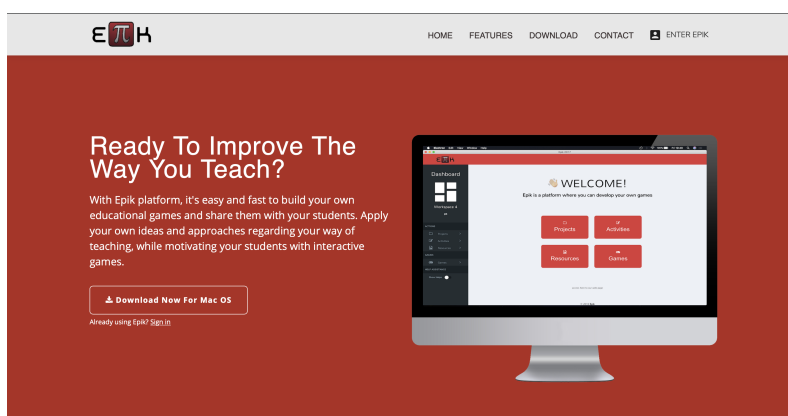 EπK
HOME FEATURES DOWNLOAD CONTACT ENTER EPIK
Ready To Improve The
Way You Teach?
With Epik platform, it's easy and fast to build your own
educational games and share them with your students. Apply
your own ideas and approaches regarding your way of
teaching, while motivating your students with interactive
games.
Download Now For Mac OS
Already using Epik? Sign in
EπK
Dashboard
Workspace 4
WELCOME!
Epik is a platform where you can develop your own games
Projects
Activities
Resources
Games